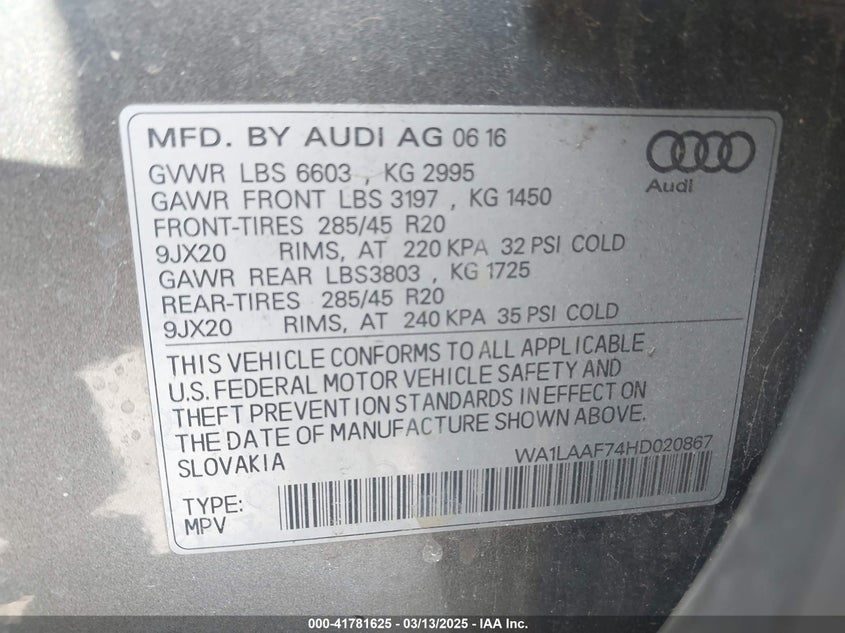 MFD. BY AUDI AG 06 16
GVWR LBS 6603 , KG 2995
GAWR FRONT LBS 3197 , KG 1450
FRONT-TIRES 285/45 R20
9JX20 RIMS, AT 220 KPA 32 PSI COLD
GAWR REAR LBS3803 , KG 1725
REAR-TIRES 285/45 R20
9JX20 RIMS, AT 240 KPA 35 PSI COLD
Audi
THIS VEHICLE CONFORMS TO ALL APPLICABLE
U.S. FEDERAL MOTOR VEHICLE SAFETY AND
THEFT PREVENTION STANDARDS IN EFFECT ON
THE DATE OF MANUFACTURE SHOWN ABOVE.
SLOVAKIA
WA1LAAF74HD020867
TYPE:
MPV
000-41781625 - 03/13/2025 - IAA Inc.